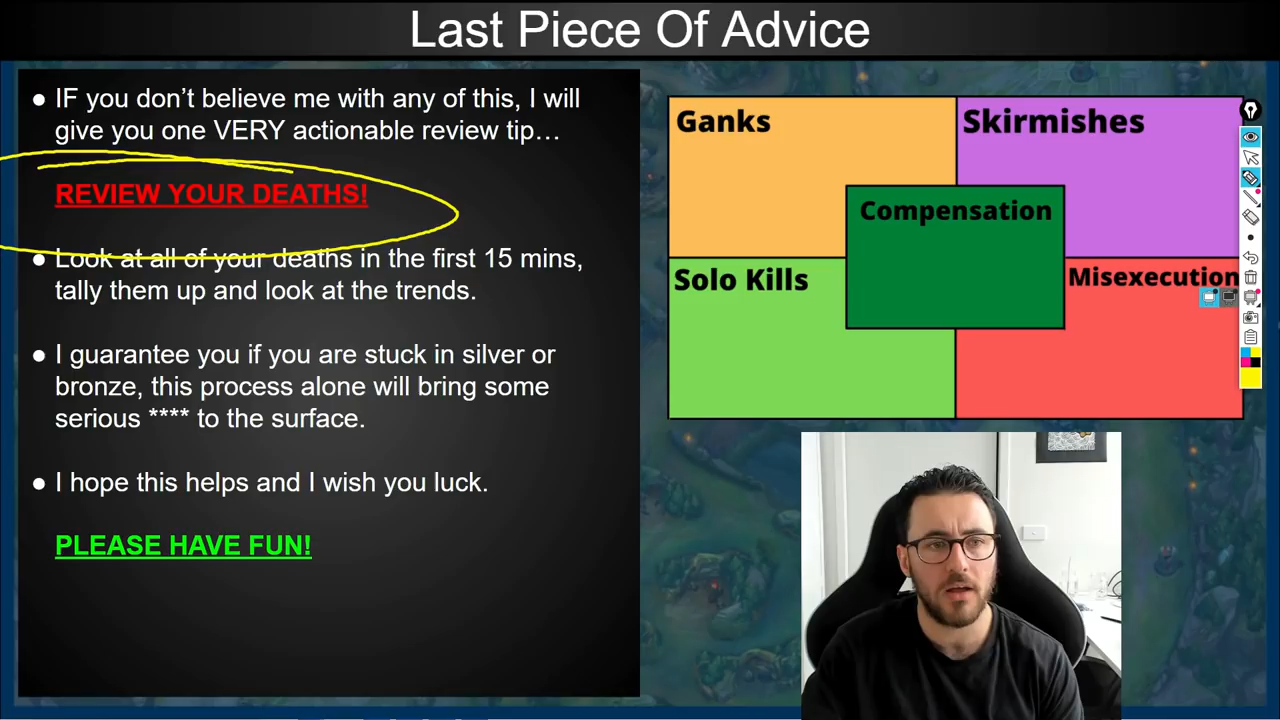 Last Piece Of Advice
● IF you don’t believe me with any of this, I will
give you one VERY actionable review tip…
REVIEW YOUR DEATHS!
● Look at all of your deaths in the first 15 mins,
tally them up and look at the trends.
● I guarantee you if you are stuck in silver or
bronze, this process alone will bring some
serious **** to the surface.
● I hope this helps and I wish you luck.
PLEASE HAVE FUN!
Ganks
Skirmishes
Compensation
Solo Kills
Misexecution